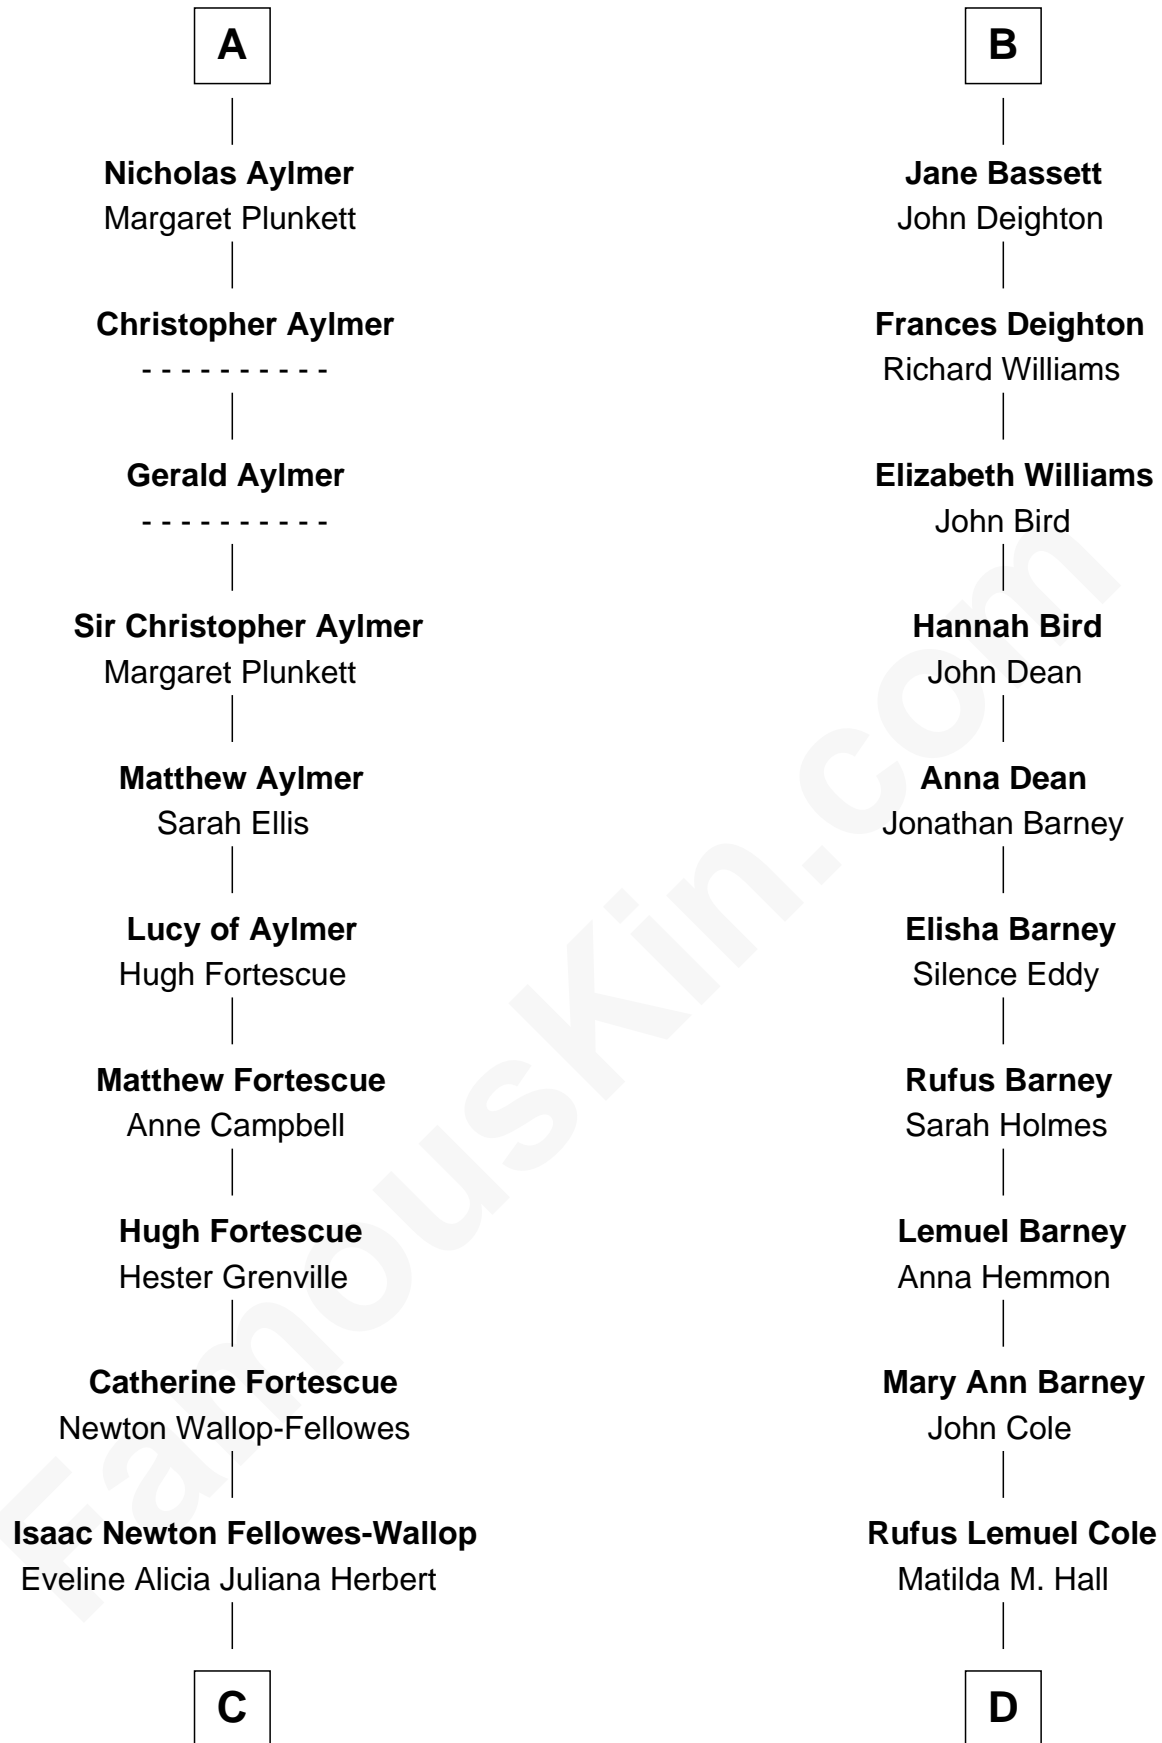 A
Nicholas Aylmer
Margaret Plunkett
Christopher Aylmer
- - - - - - - - - -
Gerald Aylmer
- - - - - - - - - -
Sir Christopher Aylmer
Margaret Plunkett
Matthew Aylmer
Sarah Ellis
Lucy of Aylmer
Hugh Fortescue
Matthew Fortescue
Anne Campbell
Hugh Fortescue
Hester Grenville
Catherine Fortescue
Newton Wallop-Fellowes
Isaac Newton Fellowes-Wallop
Eveline Alicia Juliana Herbert
C
B
Jane Bassett
John Deighton
Frances Deighton
Richard Williams
Elizabeth Williams
John Bird
Hannah Bird
John Dean
Anna Dean
Jonathan Barney
Elisha Barney
Silence Eddy
Rufus Barney
Sarah Holmes
Lemuel Barney
Anna Hemmon
Mary Ann Barney
John Cole
Rufus Lemuel Cole
Matilda M. Hall
D
FamousKin.com